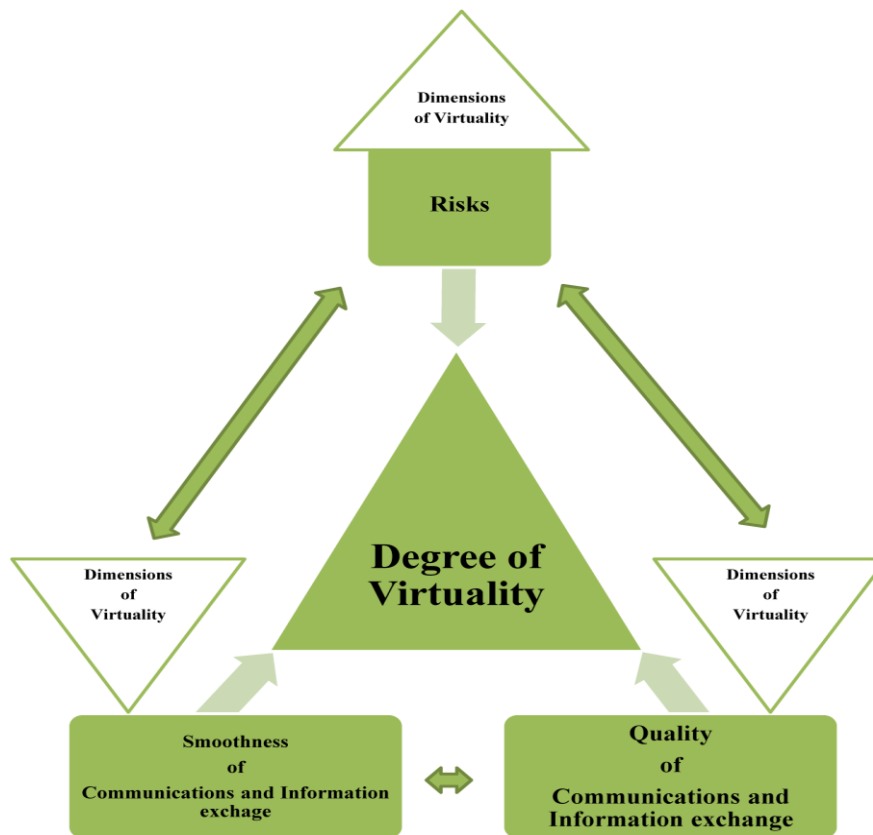 Dimensions
of Virtuality
Risks
Degree of
Virtuality
Dimensions
of
Virtuality
Dimensions
of
Virtuality
Smoothness
of
Communications and Information
exchage
Quality
of
Communications and
Information exchange